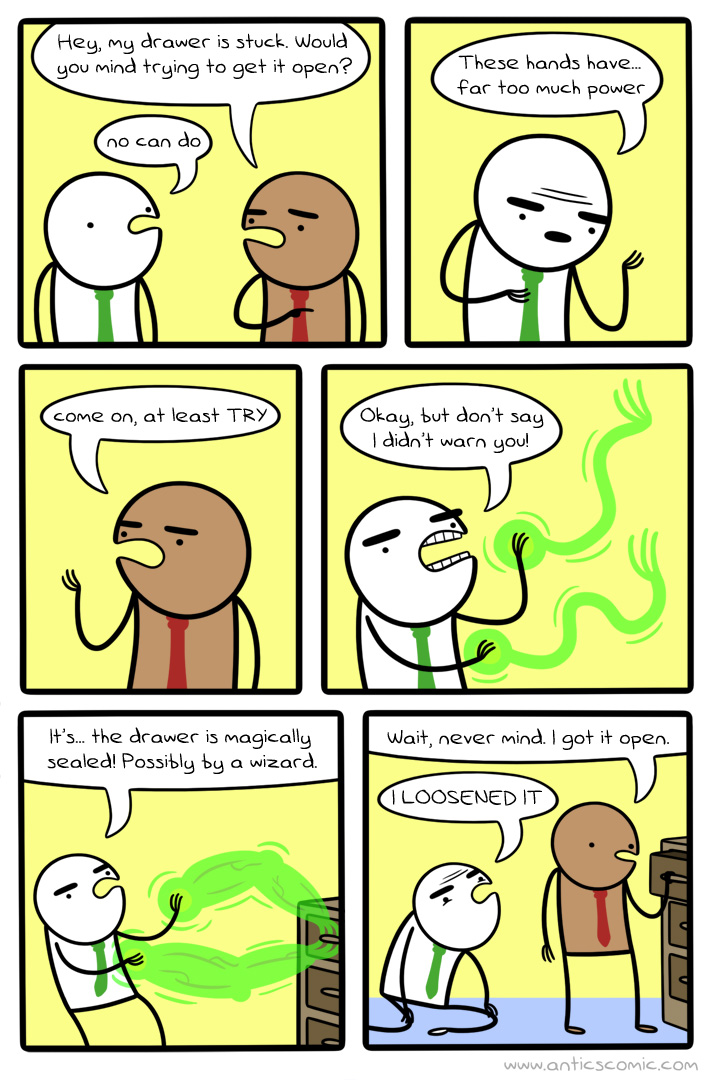 Hey, my drawer is stuck. Would
you mind trying to get it open?
no can do
These hands have...
far too much power
come on, at least TRY
Okay, but don't say
I didn't warn you!
It's... the drawer is magically
sealed! Possibly by a wizard.
Wait, never mind. I got it open.
I LOOSENED IT
www.anticscomic.com